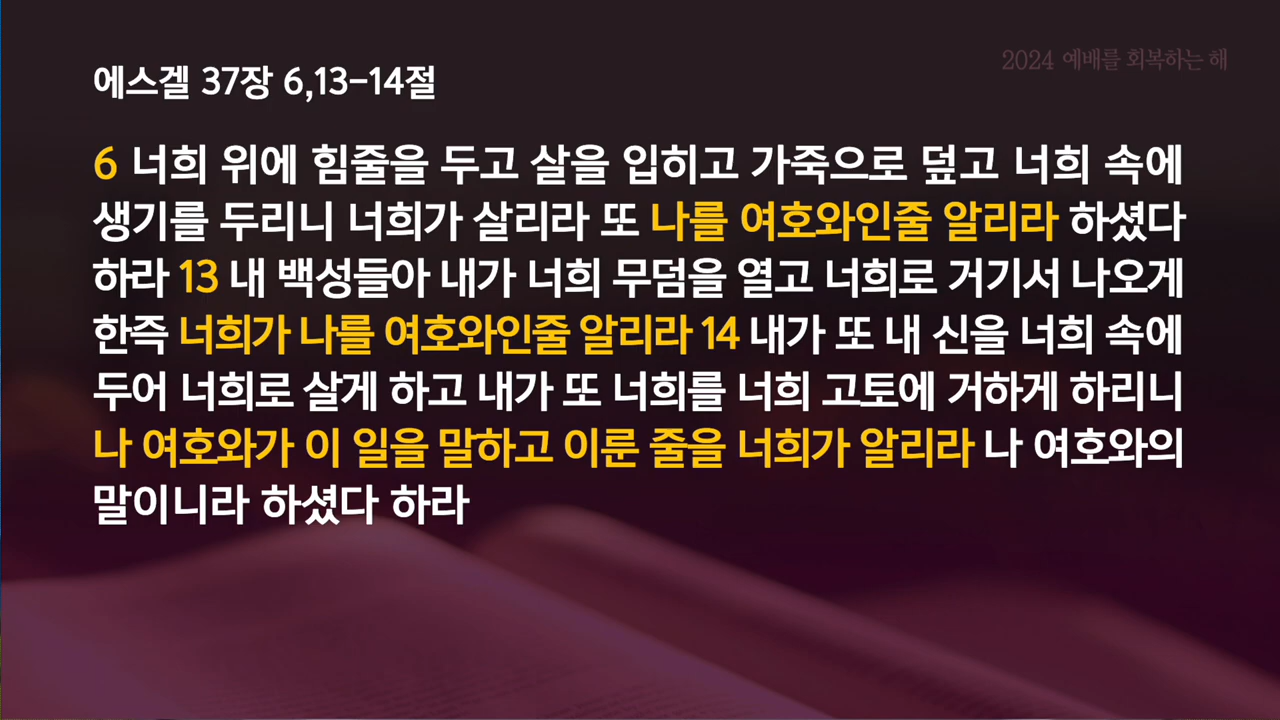 2024 예배를 회복하는 해
에스겔 37장 6,13-14절
6 너희 위에 힘줄을 두고 살을 입히고 가죽으로 덮고 너희 속에
생기를 두리니 너희가 살리라 또 나를 여호와인줄 알리라 하셨다
하라 13 내 백성들아 내가 너희 무덤을 열고 너희로 거기서 나오게
한즉 너희가 나를 여호와인줄 알리라 14 내가 또 내 신을 너희 속에
두어 너희로 살게 하고 내가 또 너희를 너희 고토에 거하게 하리니
나 여호와가 이 일을 말하고 이룬 줄을 너희가 알리라 나 여호와의
말이니라 하셨다 하라